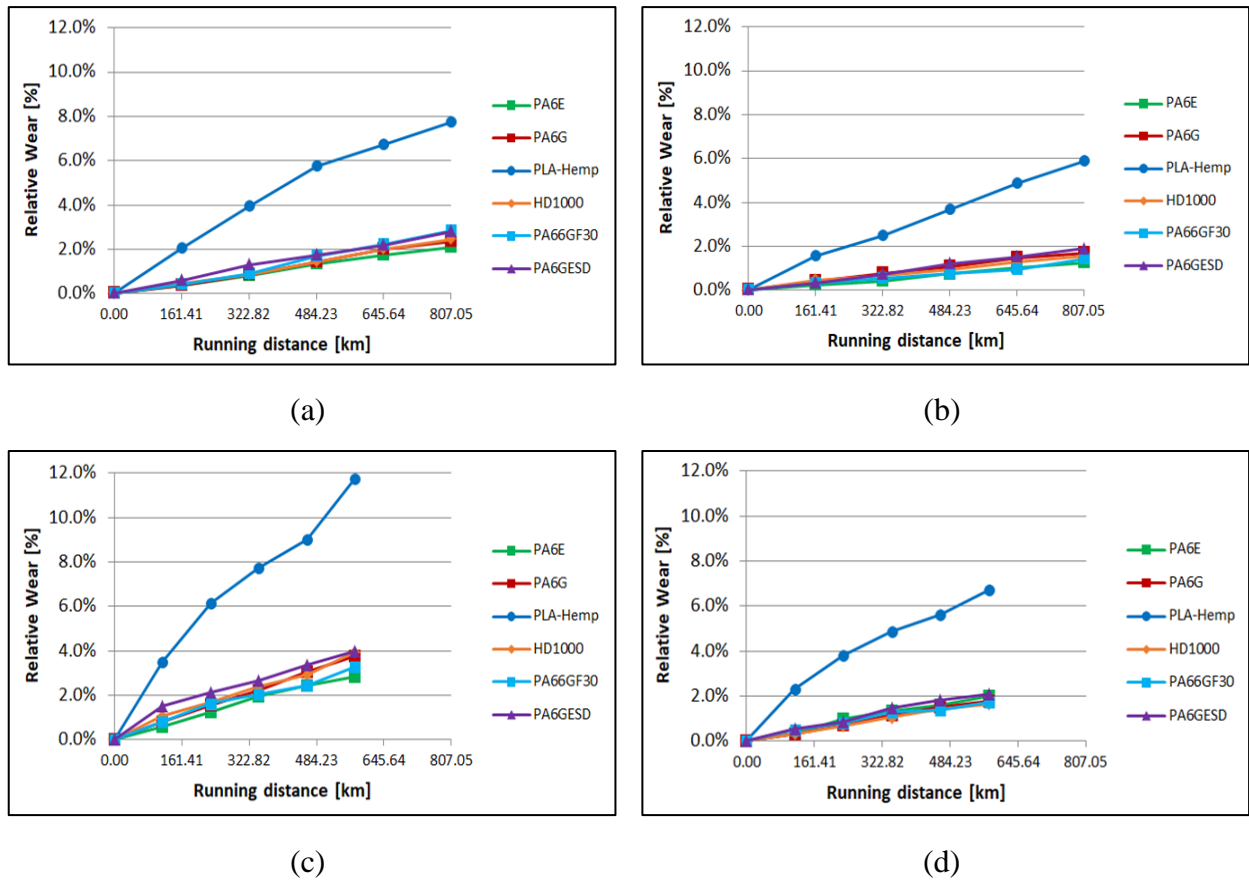 12.0%
10.0%
8.0%
6.0%
4.0%
2.0%
0.0%
Relative Wear [%]
0.00 161.41 322.82 484.23 645.64 807.05
Running distance [km]
PA6E
PA6G
PLA-Hemp
HD1000
PA66GF30
PA6GESD
(a)
12.0%
10.0%
8.0%
6.0%
4.0%
2.0%
0.0%
Relative Wear [%]
0.00 161.41 322.82 484.23 645.64 807.05
Running distance [km]
PA6E
PA6G
PLA-Hemp
HD1000
PA66GF30
PA6GESD
(b)
12.0%
10.0%
8.0%
6.0%
4.0%
2.0%
0.0%
Relative Wear [%]
0.00 161.41 322.82 484.23 645.64 807.05
Running distance [km]
PA6E
PA6G
PLA-Hemp
HD1000
PA66GF30
PA6GESD
(c)
12.0%
10.0%
8.0%
6.0%
4.0%
2.0%
0.0%
Relative Wear [%]
0.00 161.41 322.82 484.23 645.64 807.05
Running distance [km]
PA6E
PA6G
PLA-Hemp
HD1000
PA66GF30
PA6GESD
(d)